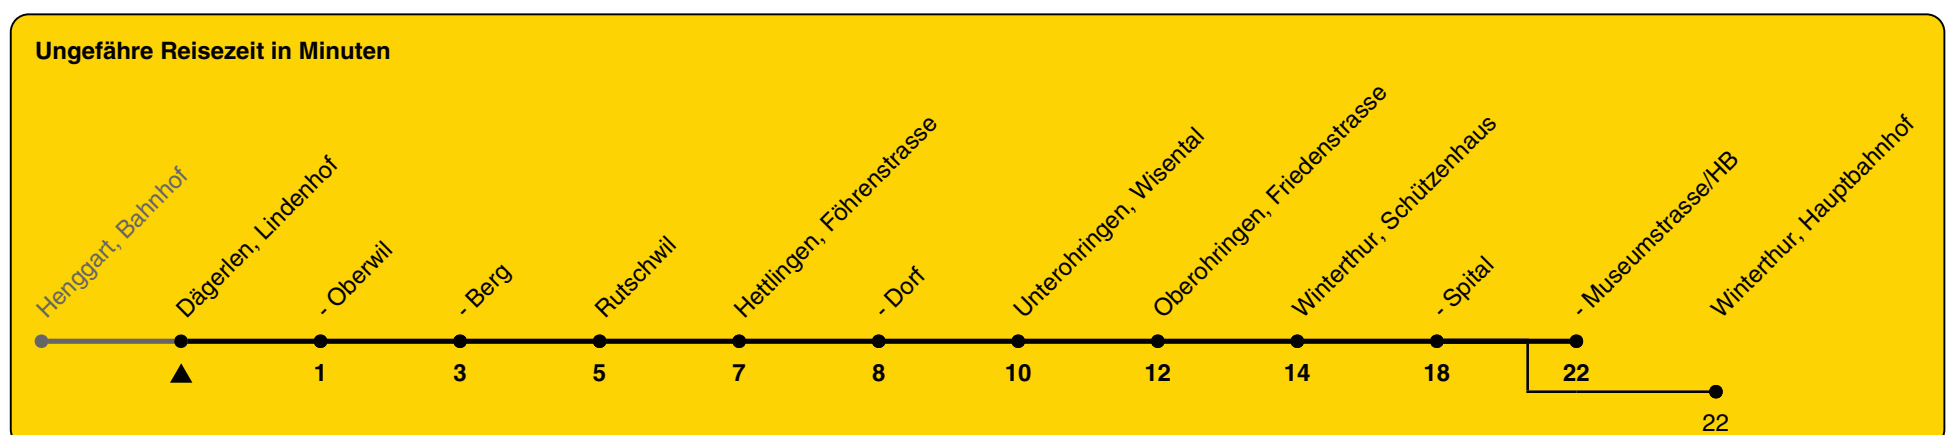 Ungefähre Reisezeit in Minuten
Henggart, Bahnhof
Dägerlen, Lindenhof
- Oberwil
- Berg
Rutschwil
Hettlingen, Föhrenstrasse
- Dorf
Unterohringen, Wisental
Oberohringen, Friedenstrasse
Winterthur, Schützenhaus
- Spital
- Museumstrasse/HB
Winterthur, Hauptbahnhof
1 3 5 7 8 10 12 14 18 22
22